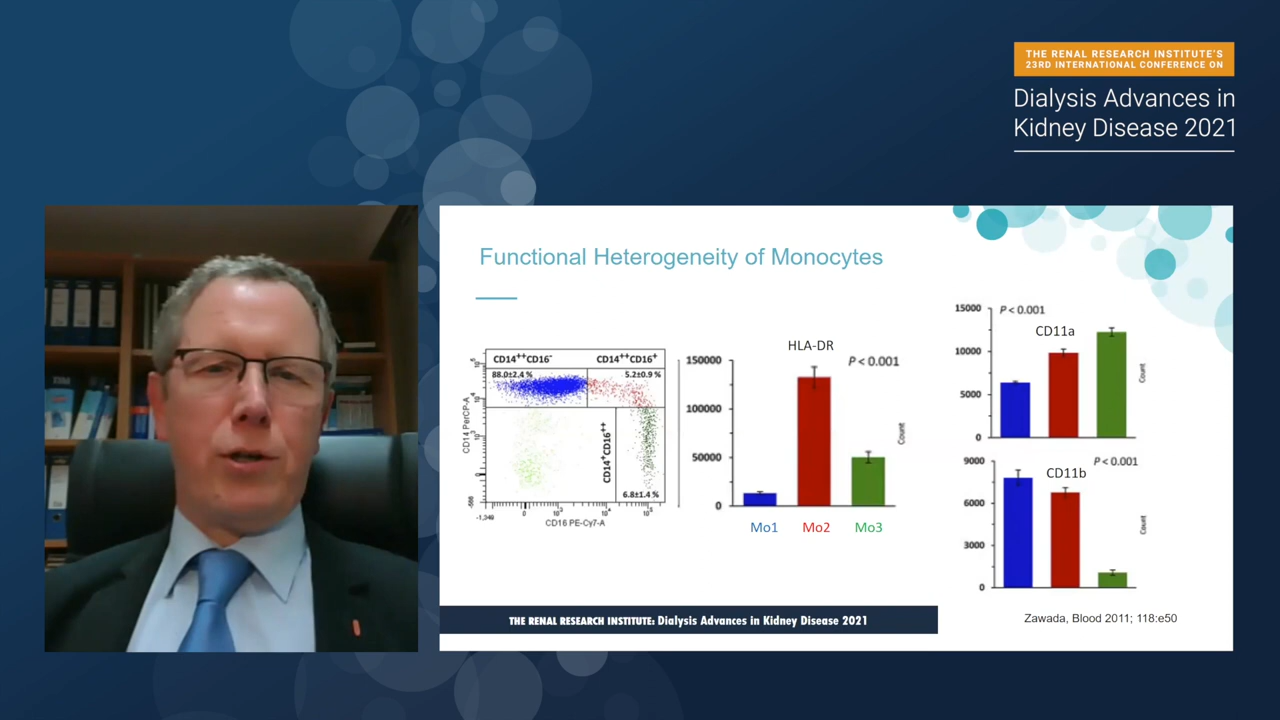 THE RENAL RESEARCH INSTITUTE'S
23RD INTERNATIONAL CONFERENCE ON
Dialysis Advances in
Kidney Disease 2021
Functional Heterogeneity of Monocytes
CD14++CD16-
CD14++CD16+
88.0±2.4 %
5.2±0.9 %
CD14+CD16++
6.8±1.4 %
CD14 PerCP-A
CD16 PE-Cy7-A
HLA-DR
P < 0.001
150000
100000
50000
0
Count
Mo1
Mo2
Mo3
15000
P < 0.001
CD11a
10000
5000
0
Count
9000
P < 0.001
CD11b
6000
3000
0
Count
THE RENAL RESEARCH INSTITUTE: Dialysis Advances in Kidney Disease 2021
Zawada, Blood 2011; 118:e50